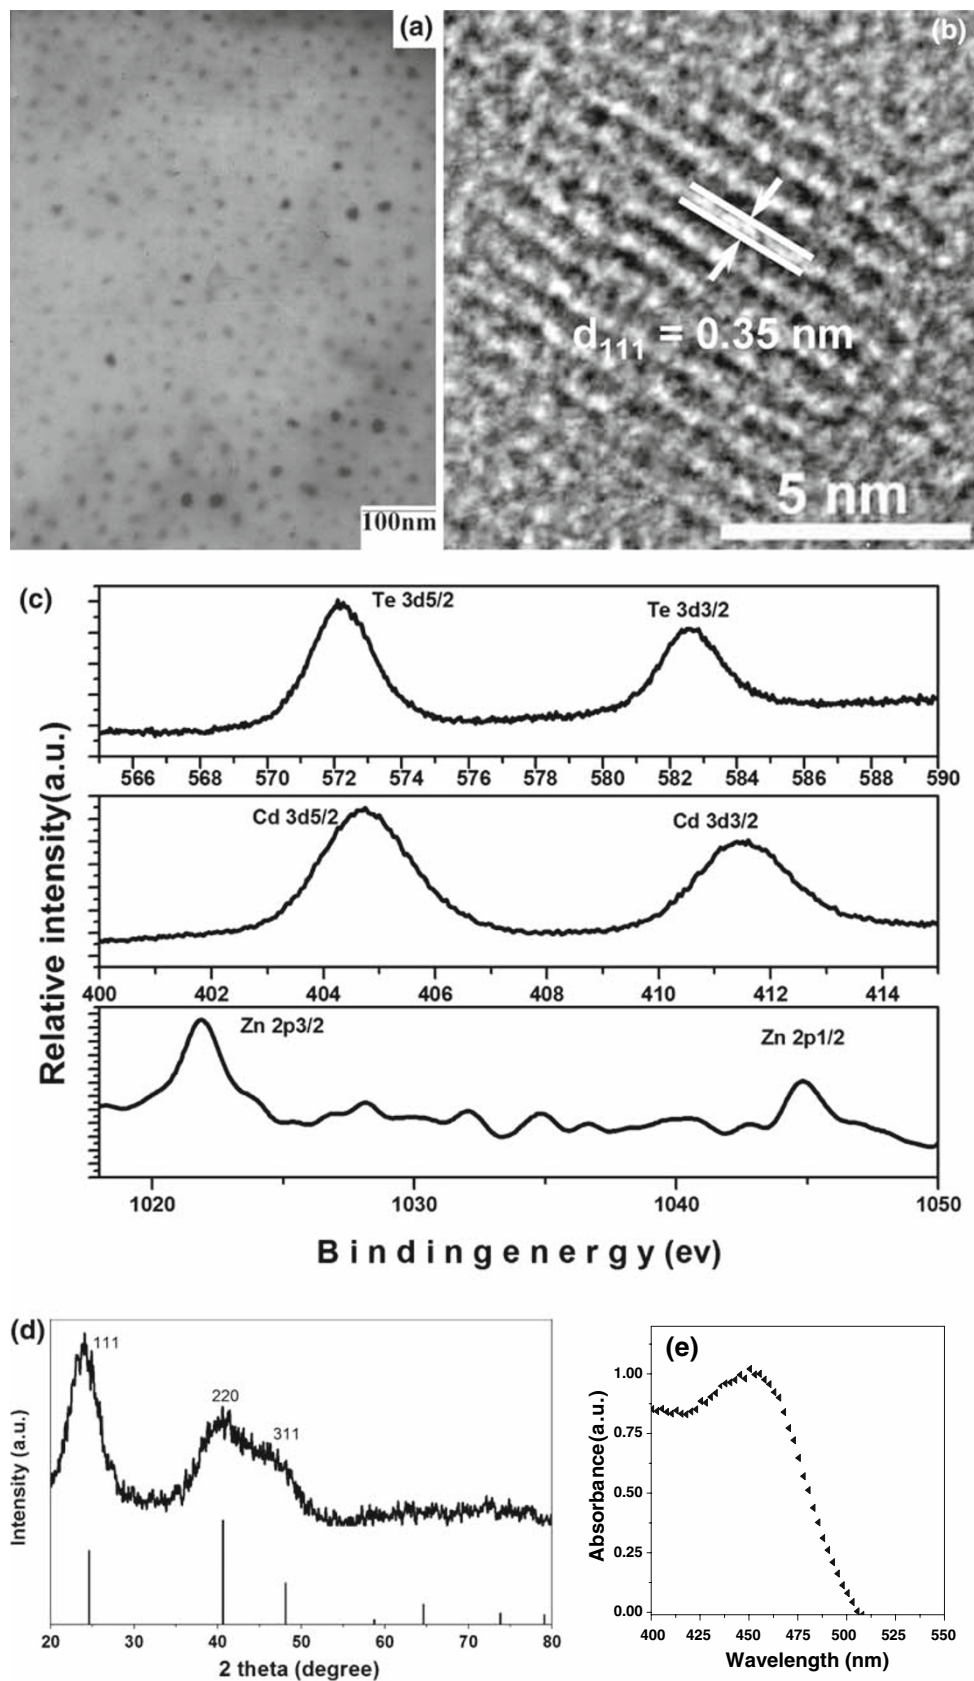 (a)
(b)
d111 = 0.35 nm
5 nm
100nm
(c)
Te 3d5/2
Te 3d3/2
566 568 570 572 574 576 578 580 582 584 586 588 590
Cd 3d5/2
Cd 3d3/2
400 402 404 406 408 410 412 414
Zn 2p3/2
Zn 2p1/2
1020 1030 1040 1050
Relative intensity(a.u.)
Bindingenergy (ev)
(d)
111
220
311
Intensity (a.u.)
20 30 40 50 60 70 80
2 theta (degree)
(e)
1.00
0.75
0.50
0.25
0.00
Absorbance(a.u.)
400 425 450 475 500 525 550
Wavelength (nm)